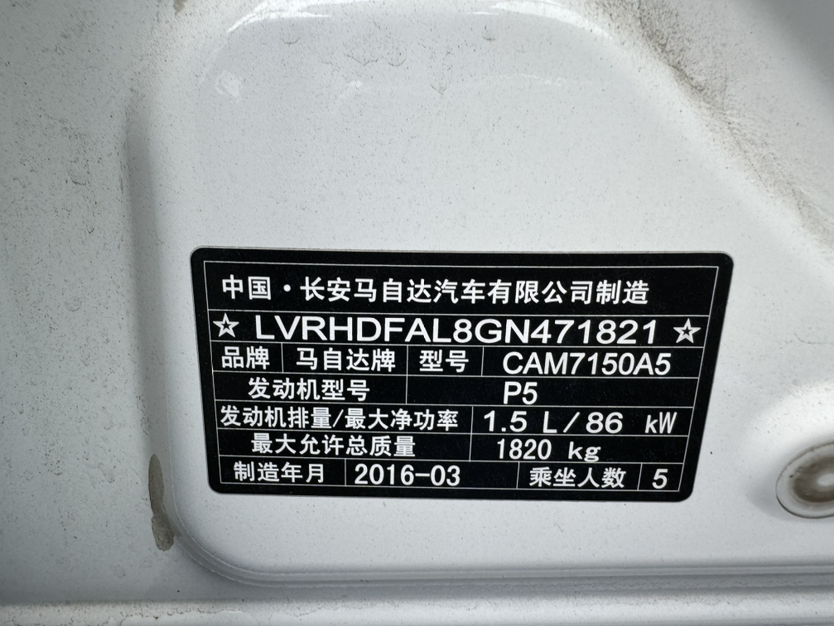 中国·长安马自达汽车有限公司制造
☆ LVRHDFAL8GN471821 ☆
品牌 马自达牌 型号 CAM7150A5
发动机型号 P5
发动机排量/最大净功率 1.5 L/86 kW
最大允许总质量 1820 kg
制造年月 2016-03 乘坐人数 5